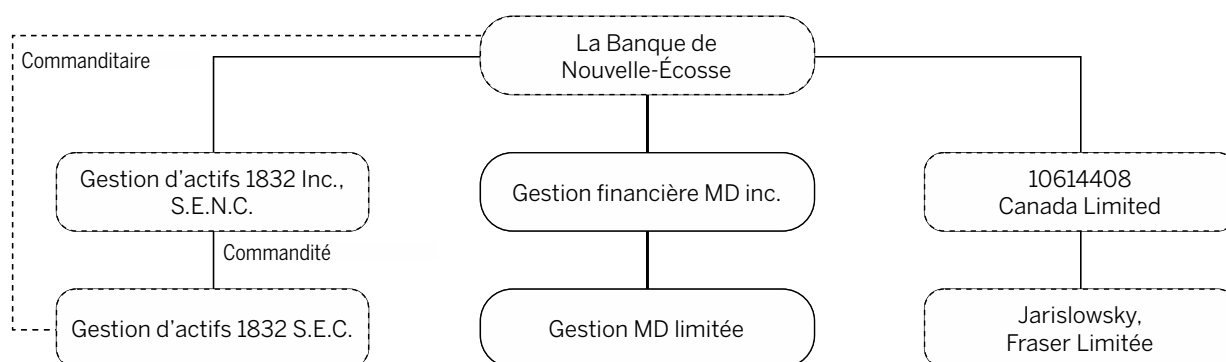 La Banque de
Nouvelle-Écosse
Commanditaire
Gestion d'actifs 1832 Inc.,
S.E.N.C.
Gestion financière MD inc.
10614408
Canada Limited
Commandité
Gestion d'actifs 1832 S.E.C.
Gestion MD limitée
Jarislowsky,
Fraser Limitée